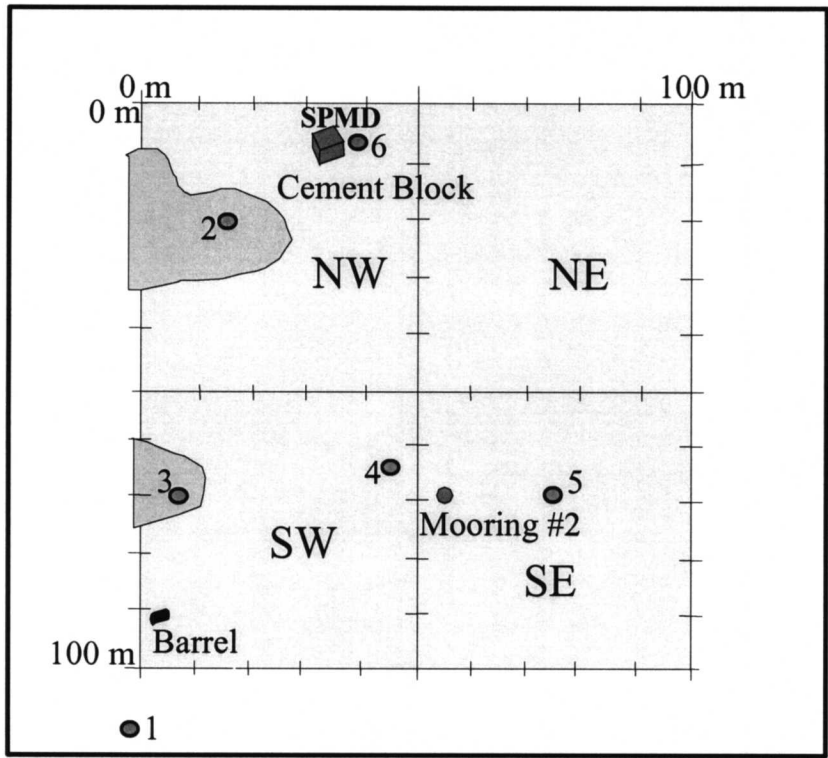 0 m 100 m
0 m
SPMD
6
Cement Block
2
NW NE
4
3 5
Mooring #2
SW
SE
Barrel
100 m
1